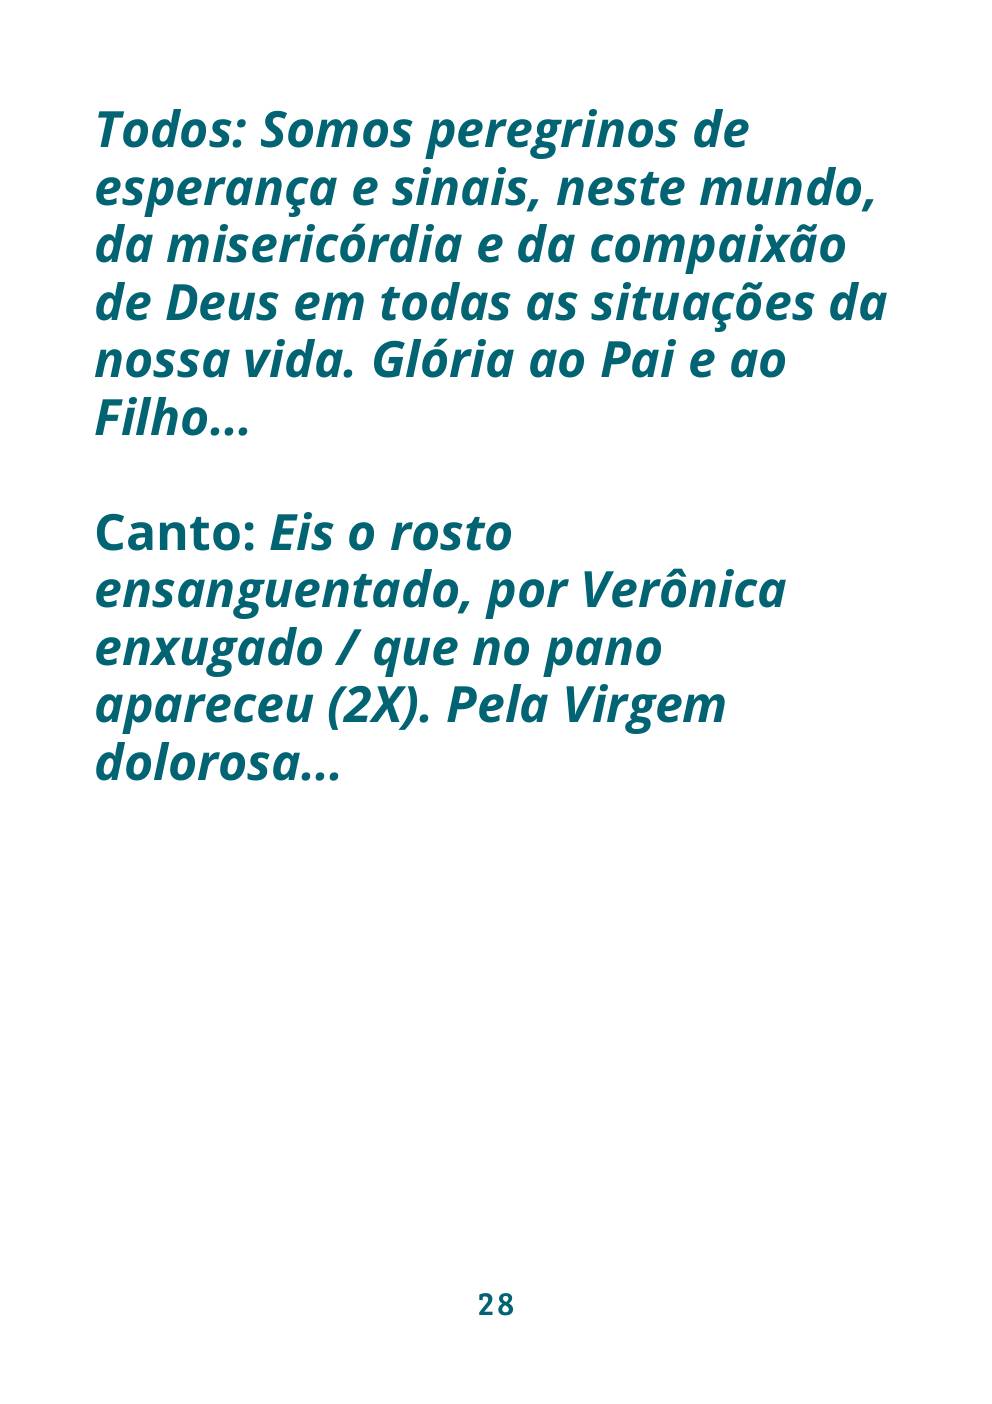 Todos: Somos peregrinos de
esperança e sinais, neste mundo,
da misericórdia e da compaixão
de Deus em todas as situações da
nossa vida. Glória ao Pai e ao
Filho...
Canto: Eis o rosto
ensanguentado, por Verônica
enxugado / que no pano
apareceu (2X). Pela Virgem
dolorosa...
28